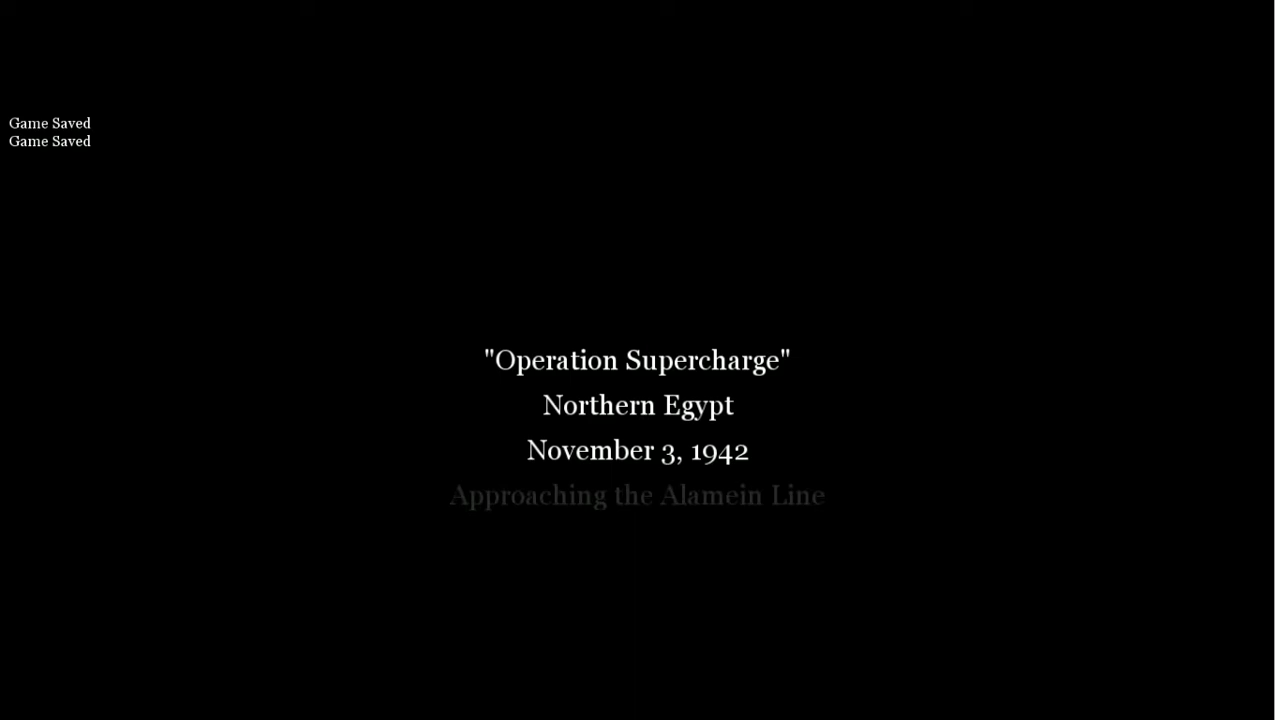 Game Saved
Game Saved
"Operation Supercharge"
Northern Egypt
November 3, 1942
Approaching the Alamein Line